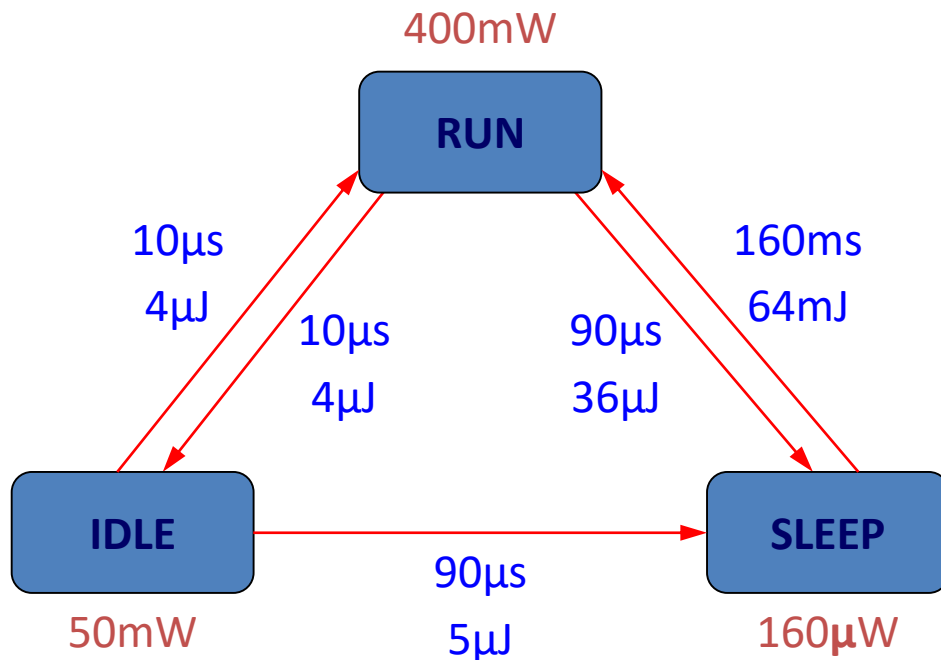 400mW
RUN
10µs
4µJ
10µs
4µJ
90µs
36µJ
160ms
64mJ
IDLE
SLEEP
90µs
5µJ
50mW
160µW